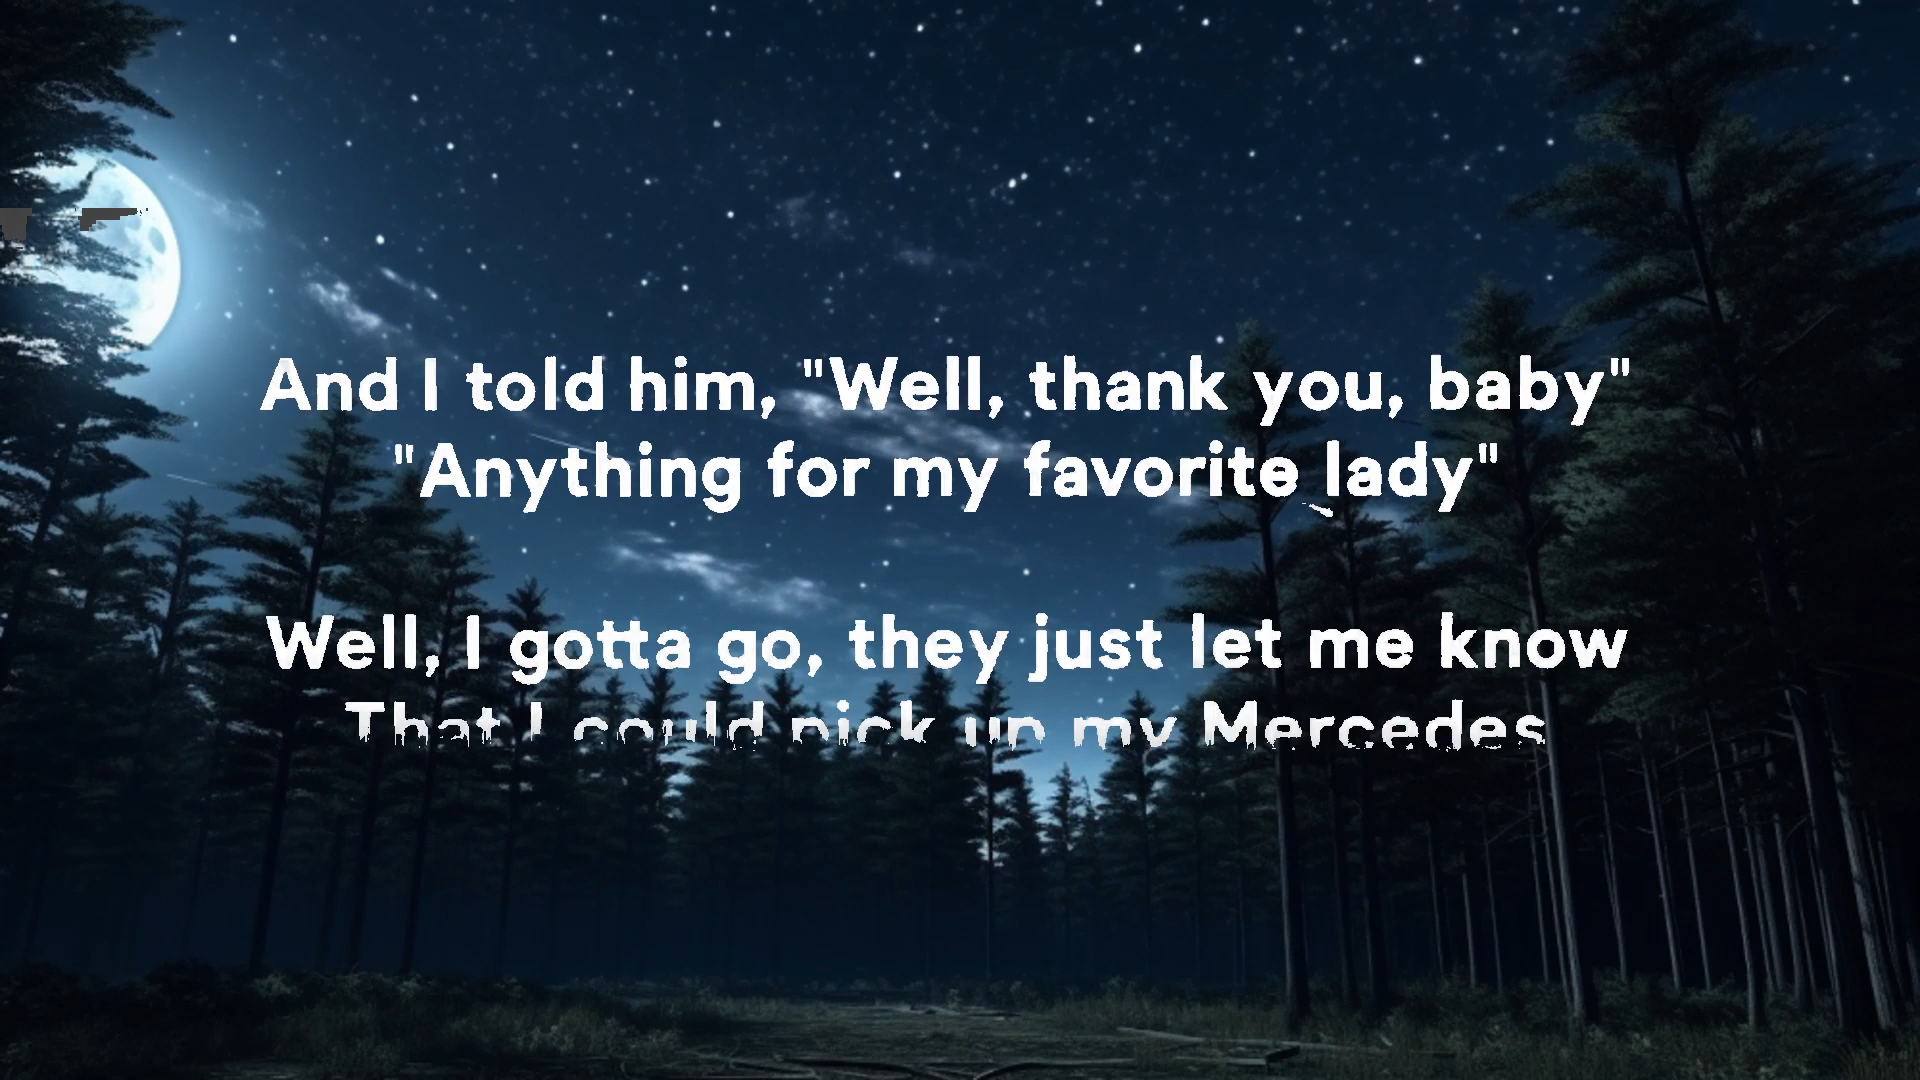 And I told him, "Well, thank you, baby"
"Anything for my favorite lady"
Well, I gotta go, they just let me know
That I could pick up my Mercedes